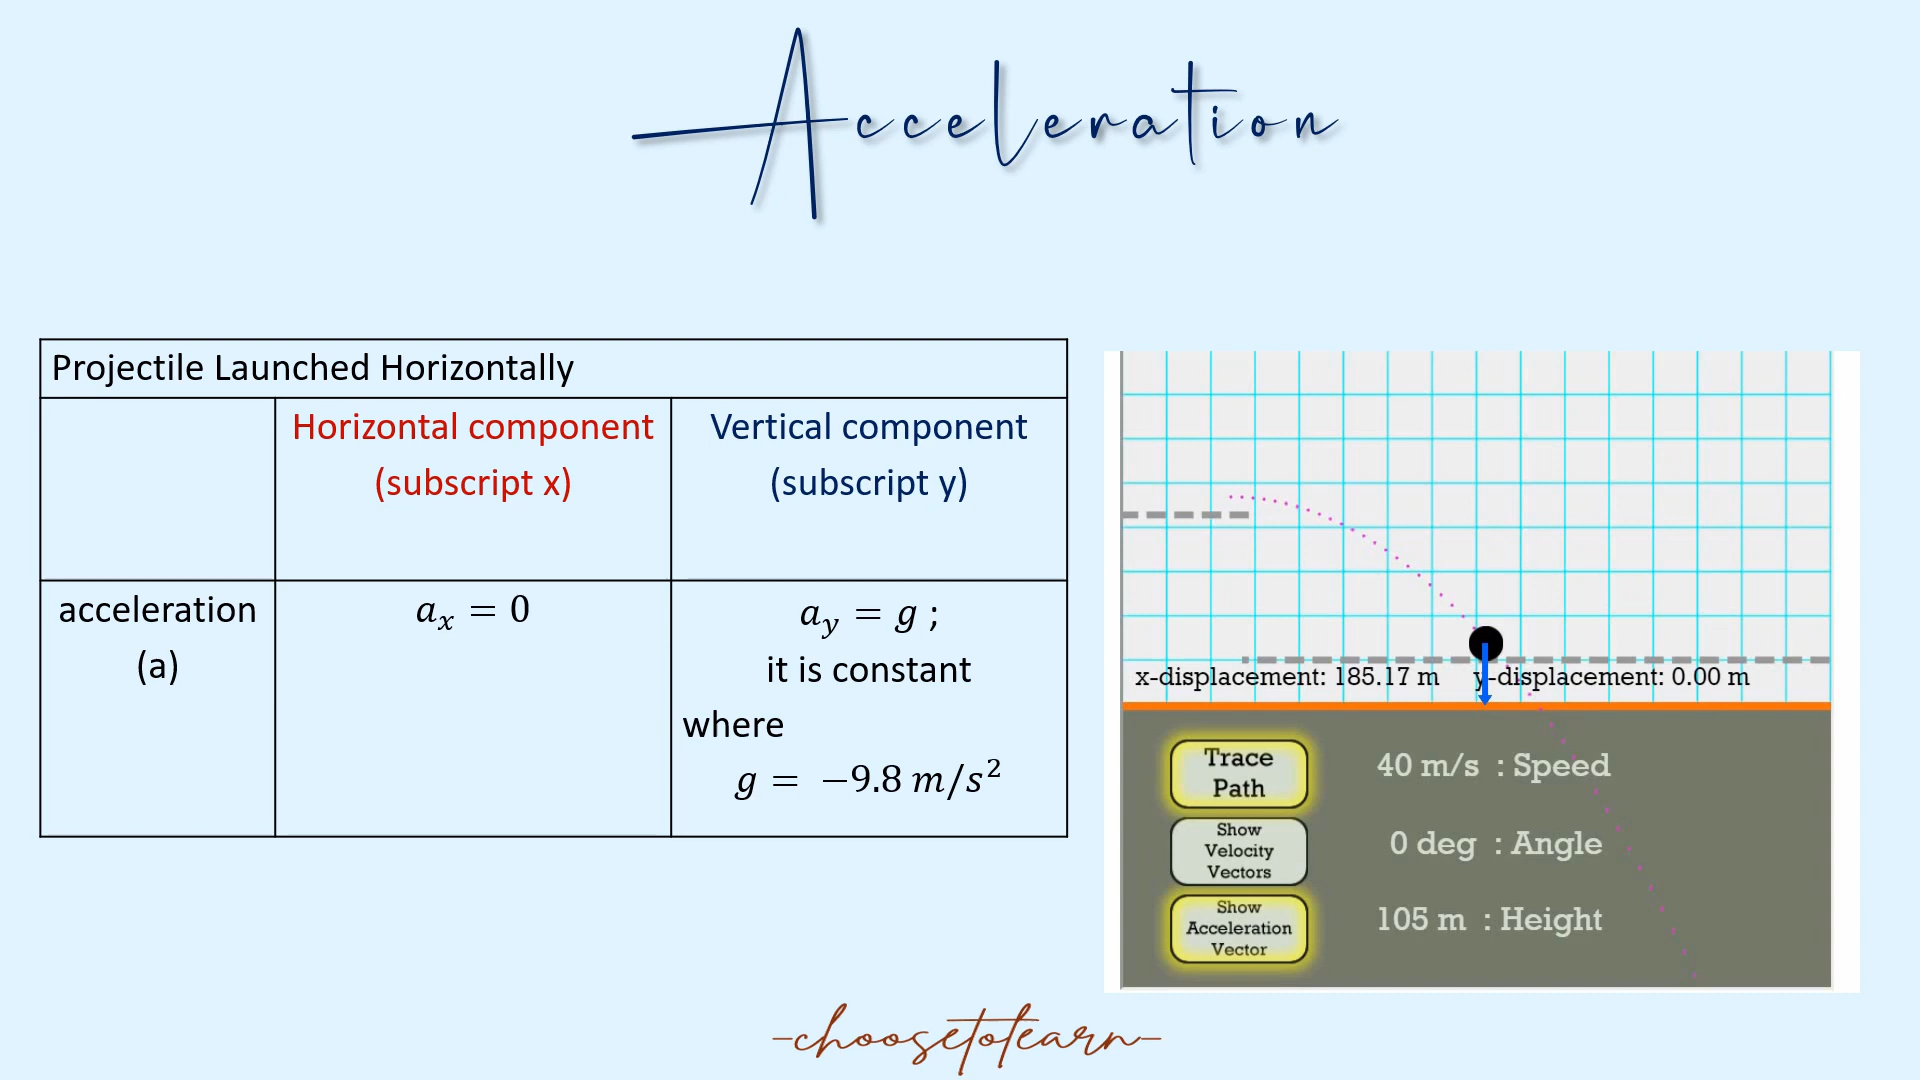 Acceleration
Projectile Launched Horizontally
Horizontal component
(subscript x)
Vertical component
(subscript y)
acceleration
(a)
aₓ = 0
a_y = g ;
it is constant
where
g = −9.8 m/s²
x-displacement: 185.17 m
y-displacement: 0.00 m
Trace
Path
40 m/s : Speed
Show
Velocity
Vectors
0 deg : Angle
Show
Acceleration
Vector
105 m : Height
choosetolearn